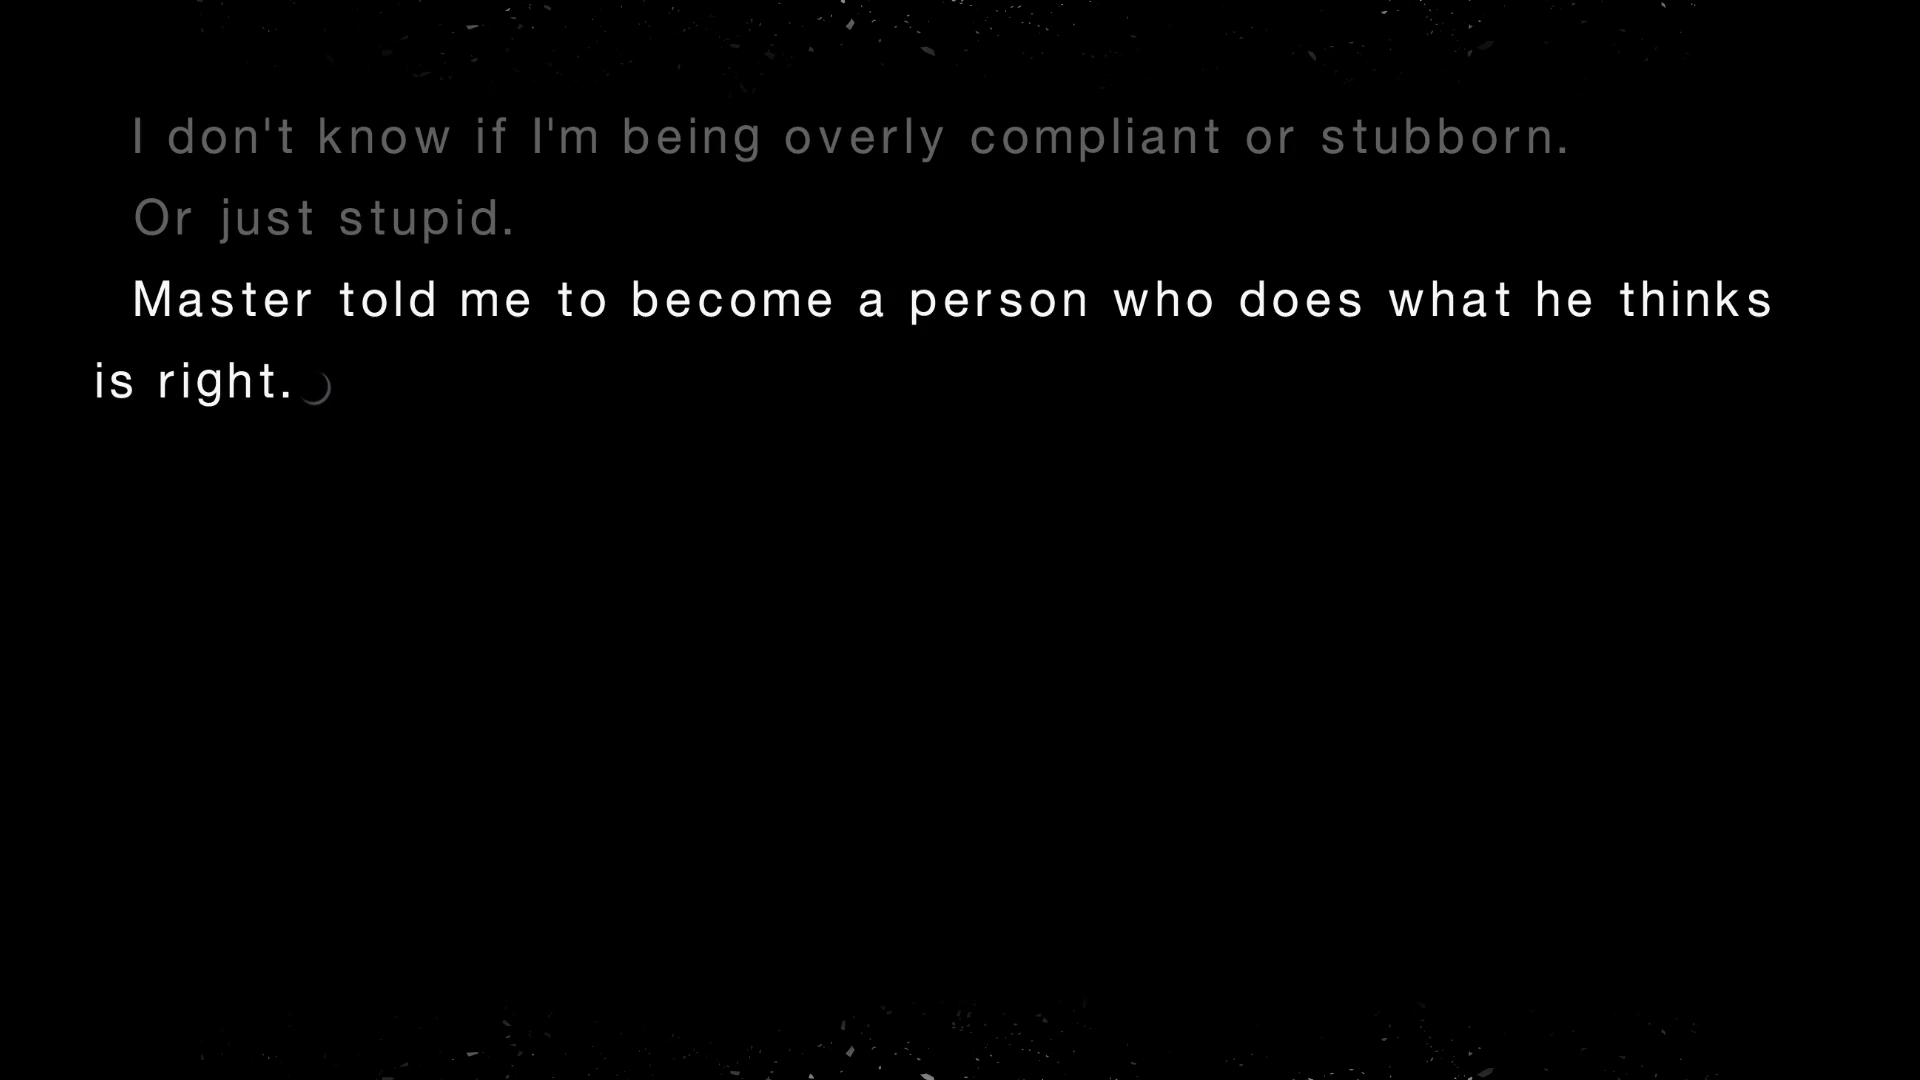 I don't know if I'm being overly compliant or stubborn.
Or just stupid.
Master told me to become a person who does what he thinks
is right.